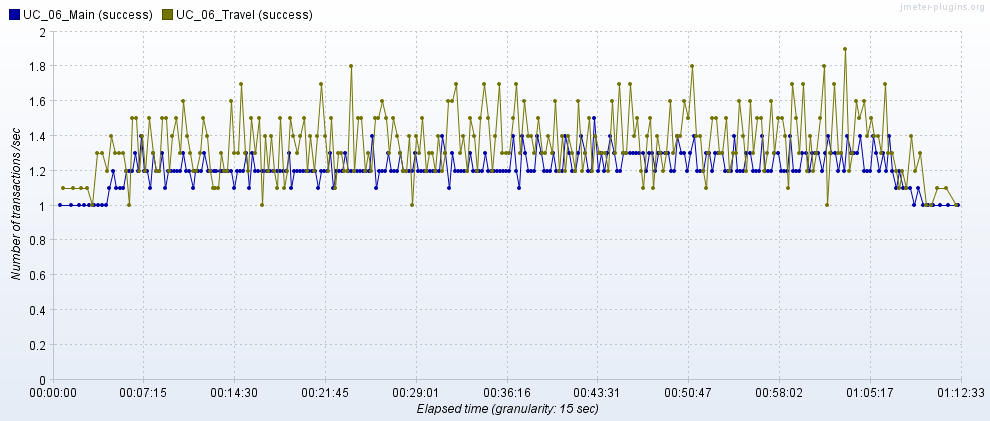 jmeter-plugins.org
UC_06_Main (success) UC_06_Travel (success)
2
1.8
1.6
1.4
1.2
1
0.8
0.6
0.4
0.2
0
Number of transactions/sec
00:00:00 00:07:15 00:14:30 00:21:45 00:29:01 00:36:16 00:43:31 00:50:47 00:58:02 01:05:17 01:12:33
Elapsed time (granularity: 15 sec)